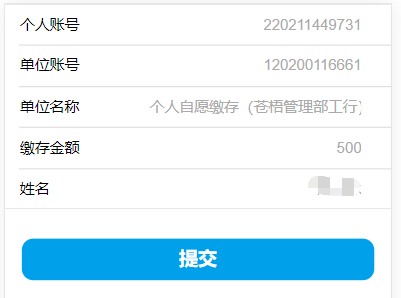 个人账号 220211449731
单位账号 120200116661
单位名称 个人自愿缴存（苍梧管理部工行）
缴存金额 500
姓名
提交